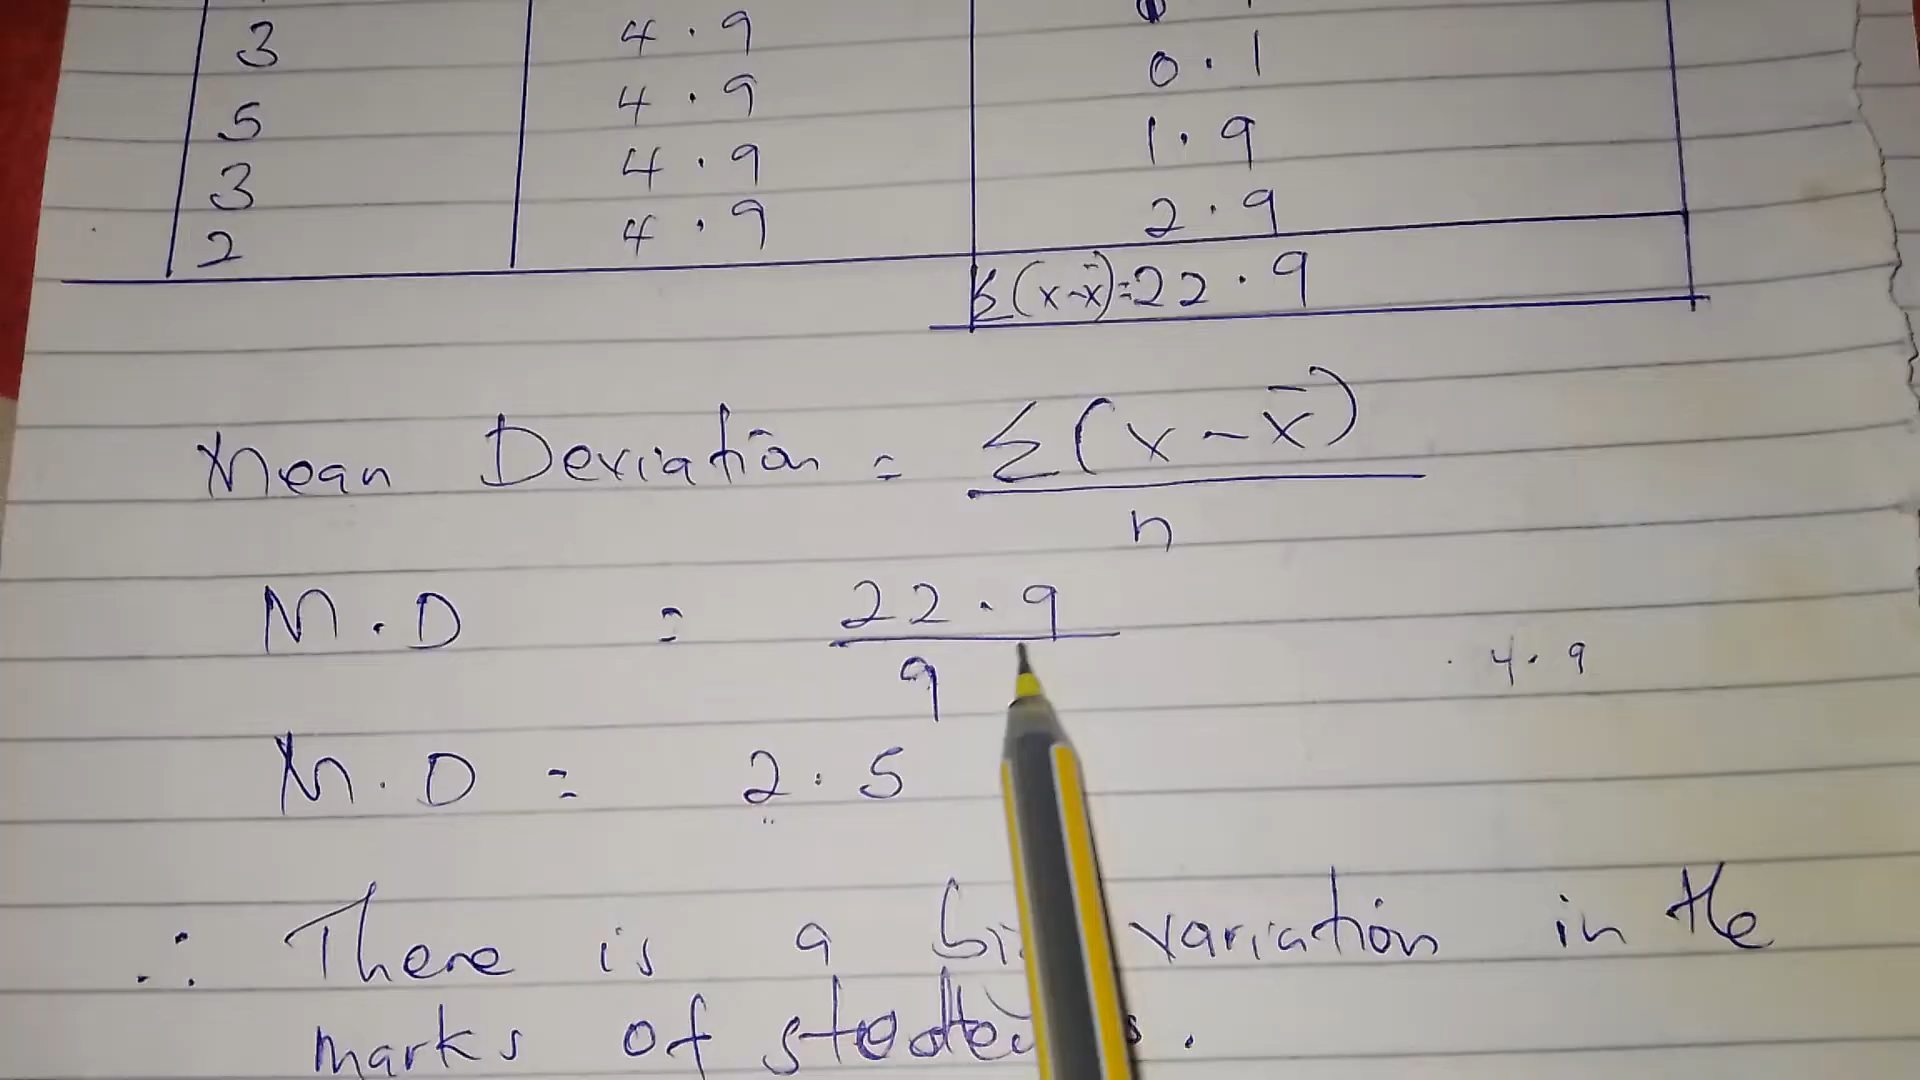 3 4.9
5 4.9 0.1
3 4.9 1.9
2 4.9 2.9
Σ(x-x̄)=22.9
Mean Deviation = Σ(x-x̄)
n
M.D = 22.9
9
4.9
M.D = 2.5
∴ There is a variation in the
marks of